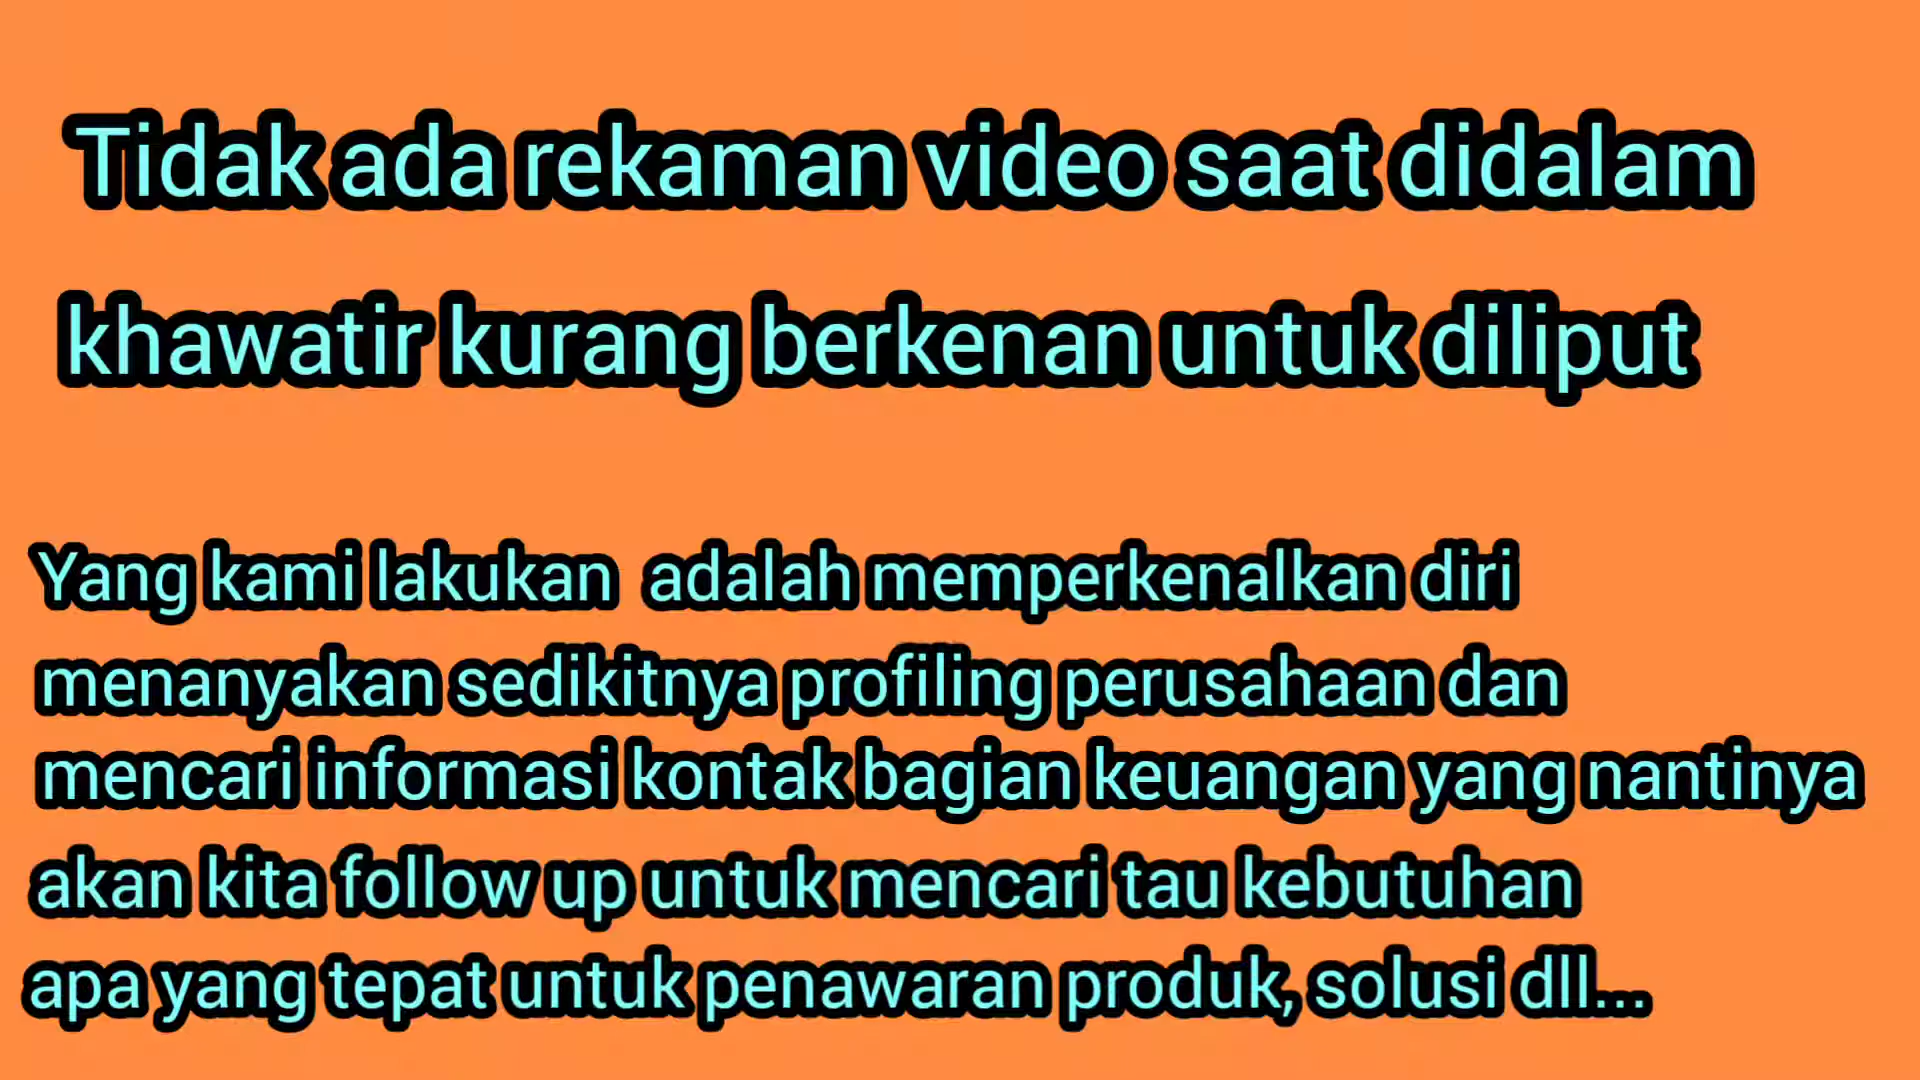 Tidak ada rekaman video saat didalam
khawatir kurang berkenan untuk diliput
Yang kami lakukan adalah memperkenalkan diri
menanyakan sedikitnya profiling perusahaan dan
mencari informasi kontak bagian keuangan yang nantinya
akan kita follow up untuk mencari tau kebutuhan
apa yang tepat untuk penawaran produk, solusi dll...